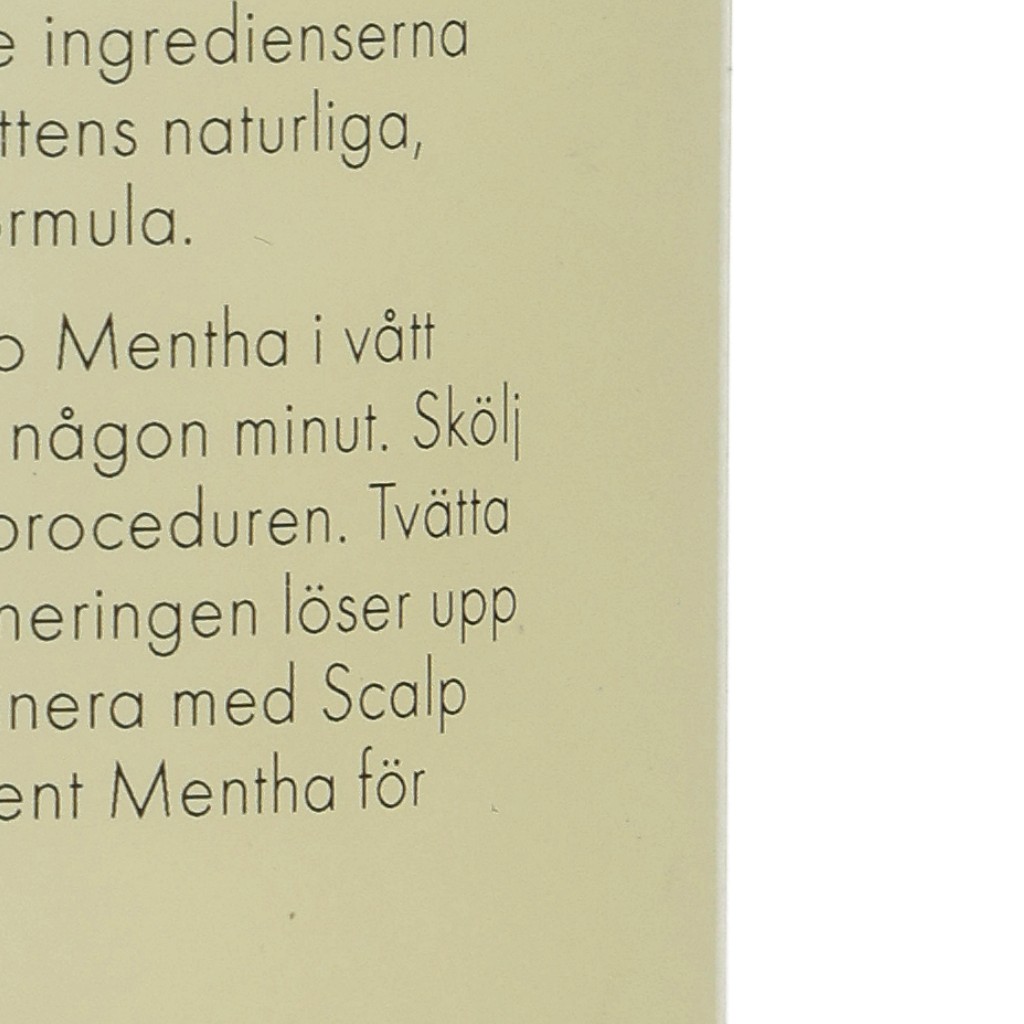 e ingredienserna
ttens naturliga,
ormula.
o Mentha i vått
någon minut. Skölj
proceduren. Tvätta
neringen löser upp
nera med Scalp
ent Mentha för